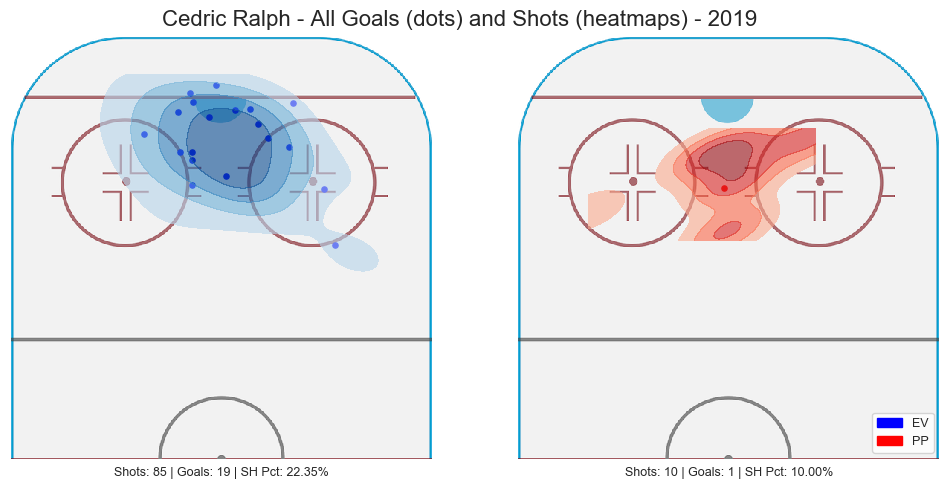 Cedric Ralph - All Goals (dots) and Shots (heatmaps) - 2019
EV
PP
Shots: 85 | Goals: 19 | SH Pct: 22.35%
Shots: 10 | Goals: 1 | SH Pct: 10.00%